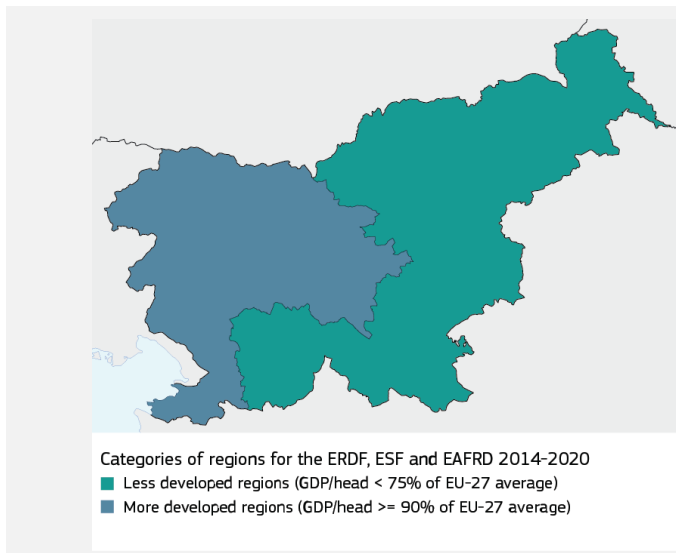 Categories of regions for the ERDF, ESF and EAFRD 2014-2020
Less developed regions (GDP/head < 75% of EU-27 average)
More developed regions (GDP/head >= 90% of EU-27 average)